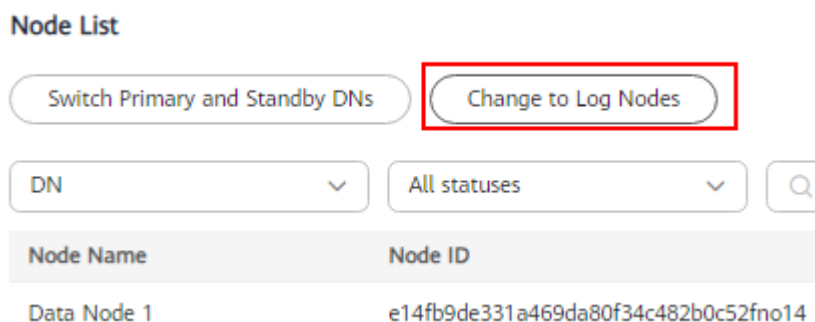 Node List
Switch Primary and Standby DNs
Change to Log Nodes
DN
All statuses
Node Name
Node ID
Data Node 1
e14fb9de331a469da80f34c482b0c52fno14